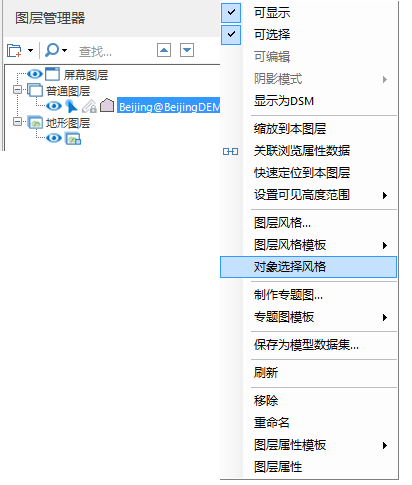 图层管理器
查找...
屏幕图层
普通图层
Beijing@BeijingDEM
地形图层
可显示
可选择
可编辑
阴影模式
显示为DSM
缩放到本图层
关联浏览属性数据
快速定位到本图层
设置可见高度范围
图层风格...
图层风格模板
对象选择风格
制作专题图...
专题图模板
保存为模型数据集...
刷新
移除
重命名
图层属性模板
图层属性